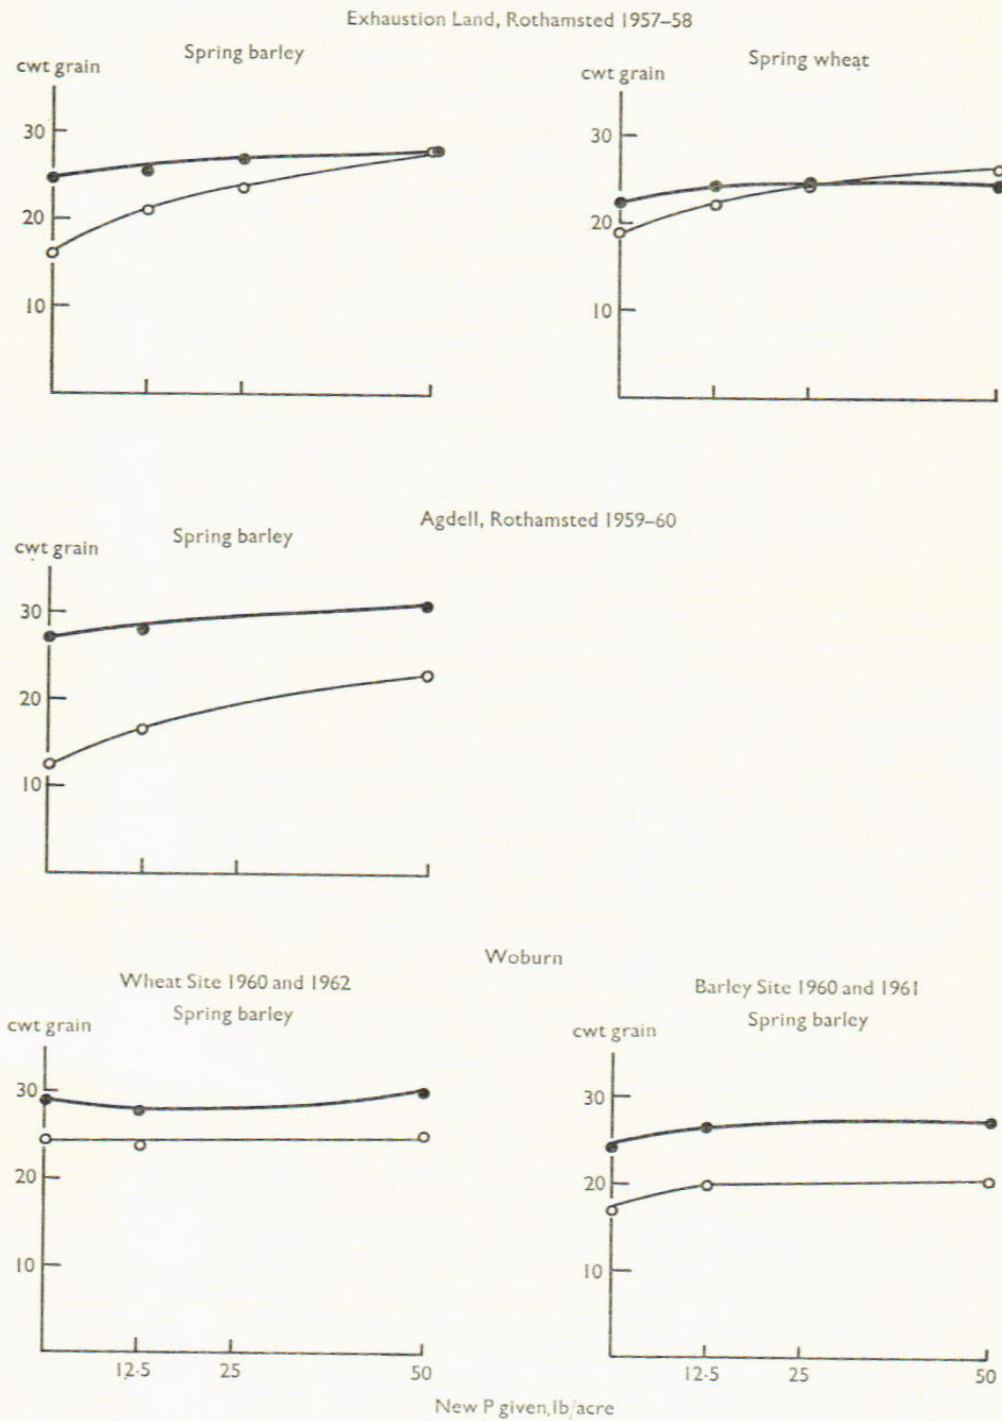 Exhaustion Land, Rothamsted 1957–58
Spring barley
cwt grain
30
20
10
Spring wheat
cwt grain
30
20
10
Agdell, Rothamsted 1959–60
Spring barley
cwt grain
30
20
10
Woburn
Wheat Site 1960 and 1962
Spring barley
cwt grain
30
20
10
12·5 25 50
Barley Site 1960 and 1961
Spring barley
cwt grain
30
20
10
12·5 25 50
New P given, lb/acre